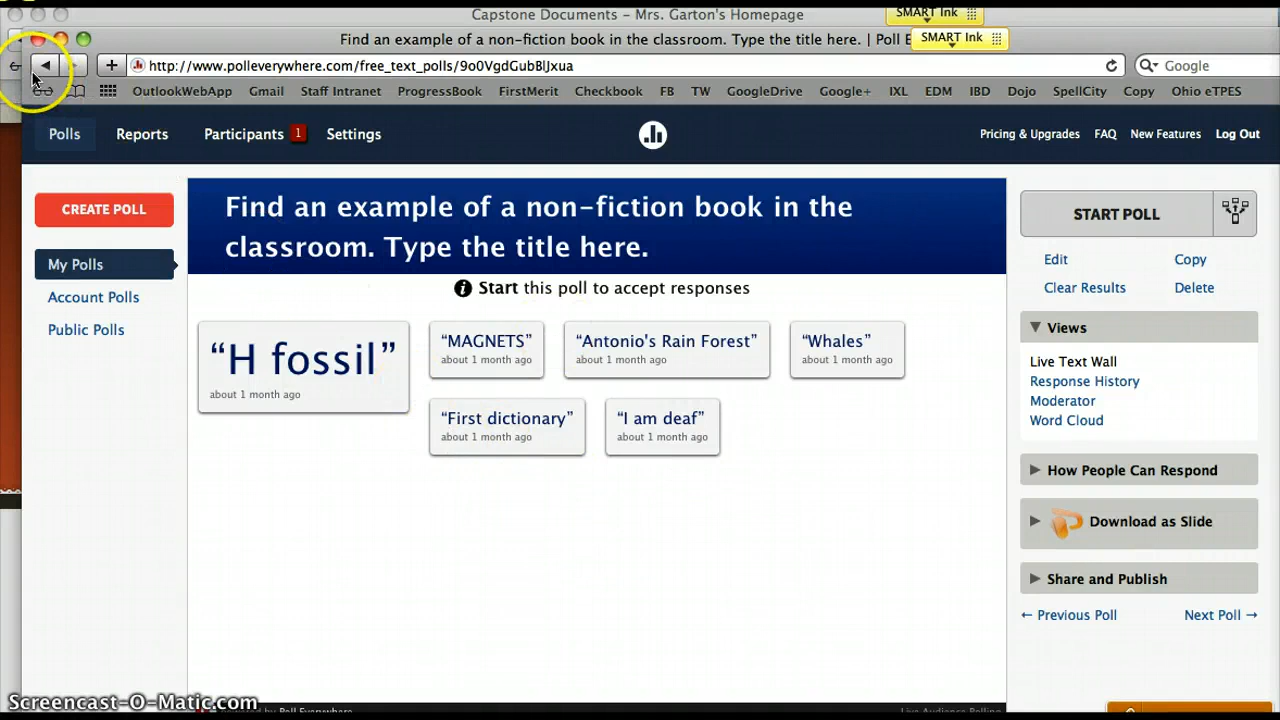 Capstone Documents – Mrs. Garton's Homepage
SMART Ink
Find an example of a non-fiction book in the classroom. Type the title here. | Poll E
SMART Ink
http://www.polleverywhere.com/free_text_polls/9o0VgdGubBlJxua
Google
OutlookWebApp Gmail Staff Intranet ProgressBook FirstMerit Checkbook FB TW GoogleDrive Google+ IXL EDM IBD Dojo SpellCity Copy Ohio eTPES
Polls Reports Participants 1 Settings
Pricing & Upgrades FAQ New Features Log Out
CREATE POLL
My Polls
Account Polls
Public Polls
Find an example of a non-fiction book in the
classroom. Type the title here.
Start this poll to accept responses
“H fossil”
about 1 month ago
“MAGNETS”
about 1 month ago
“Antonio's Rain Forest”
about 1 month ago
“Whales”
about 1 month ago
“First dictionary”
about 1 month ago
“I am deaf”
about 1 month ago
START POLL
Edit Copy
Clear Results Delete
Views
Live Text Wall
Response History
Moderator
Word Cloud
How People Can Respond
Download as Slide
Share and Publish
← Previous Poll Next Poll →
Screencast-O-Matic.com
Poll Everywhere
Live Audience Polling